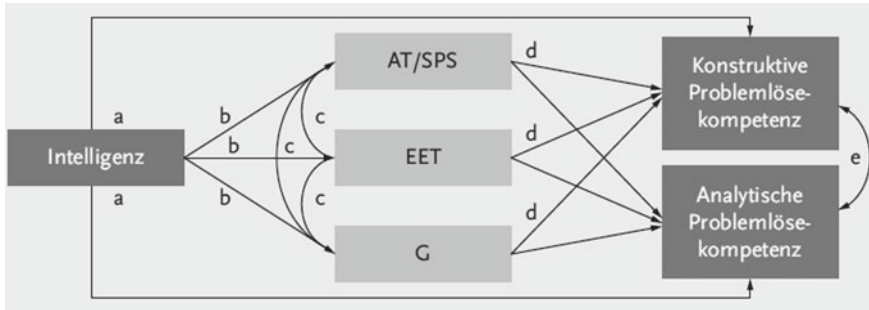 AT/SPS
d
Konstruktive
Problemlöse-
kompetenz
a
b
c
Intelligenz
b
c
EET
d
e
a
b
c
d
Analytische
Problemlöse-
kompetenz
G